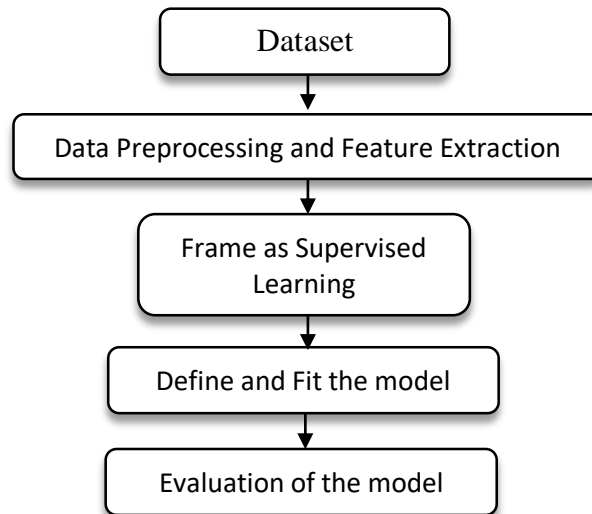 Dataset
Data Preprocessing and Feature Extraction
Frame as Supervised
Learning
Define and Fit the model
Evaluation of the model